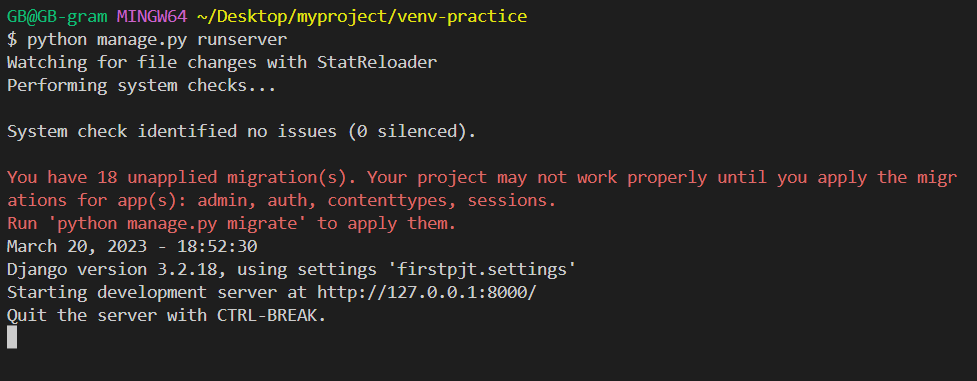 GB@GB-gram MINGW64 ~/Desktop/myproject/venv-practice
$ python manage.py runserver
Watching for file changes with StatReloader
Performing system checks...
System check identified no issues (0 silenced).
You have 18 unapplied migration(s). Your project may not work properly until you apply the migr
ations for app(s): admin, auth, contenttypes, sessions.
Run 'python manage.py migrate' to apply them.
March 20, 2023 - 18:52:30
Django version 3.2.18, using settings 'firstpjt.settings'
Starting development server at http://127.0.0.1:8000/
Quit the server with CTRL-BREAK.